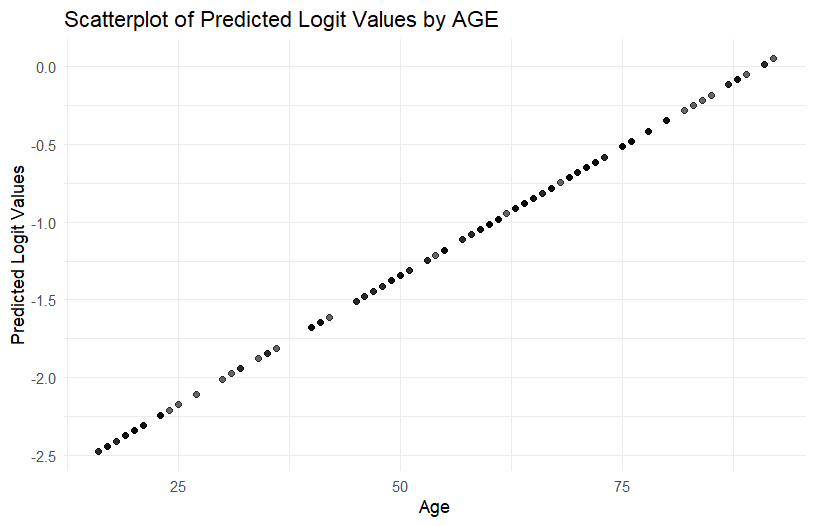 Scatterplot of Predicted Logit Values by AGE
0.0
-0.5
-1.0
-1.5
-2.0
-2.5
Predicted Logit Values
25 50 75
Age